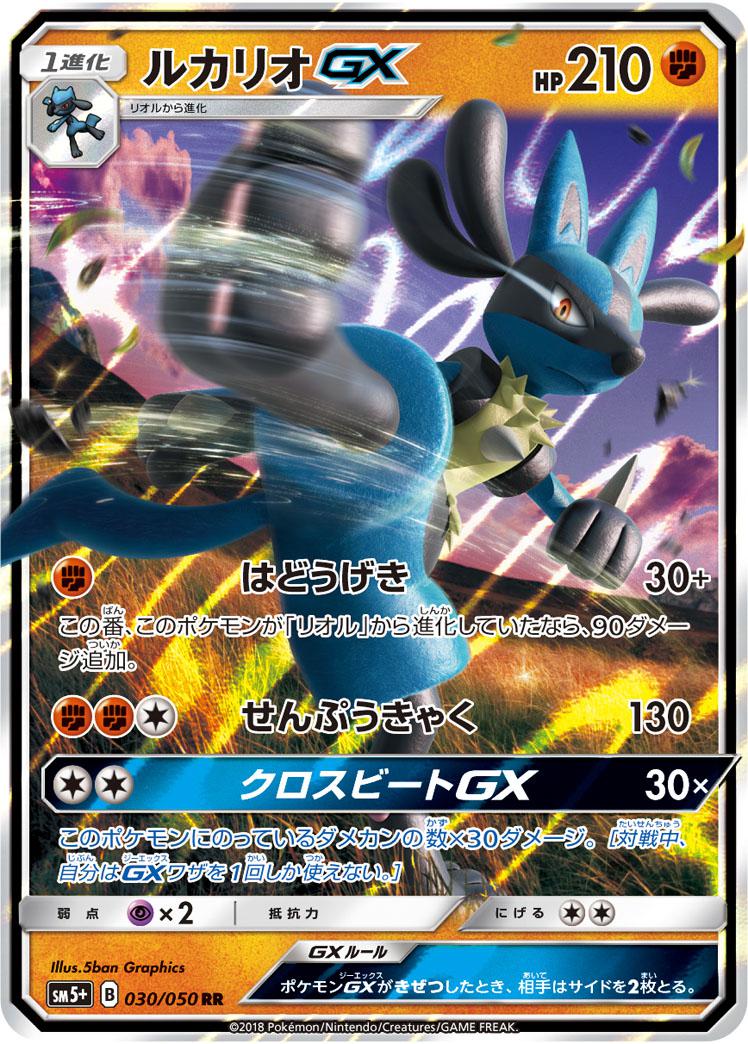 1進化
ルカリオGX
HP210
リオルから進化
はどうげき 30+
この番、このポケモンが「リオル」から進化していたなら、90ダメー
ジ追加。
せんぷうきゃく 130
クロスビートGX 30×
このポケモンにのっているダメカンの数×30ダメージ。[対戦中、
自分はGXワザを1回しか使えない。]
弱点 ×2 抵抗力 にげる
Illus.5ban Graphics
GXルール
ポケモンGXがきぜつしたとき、相手はサイドを2枚とる。
SM5+ B 030/050 RR
©2018 Pokémon/Nintendo/Creatures/GAME FREAK.